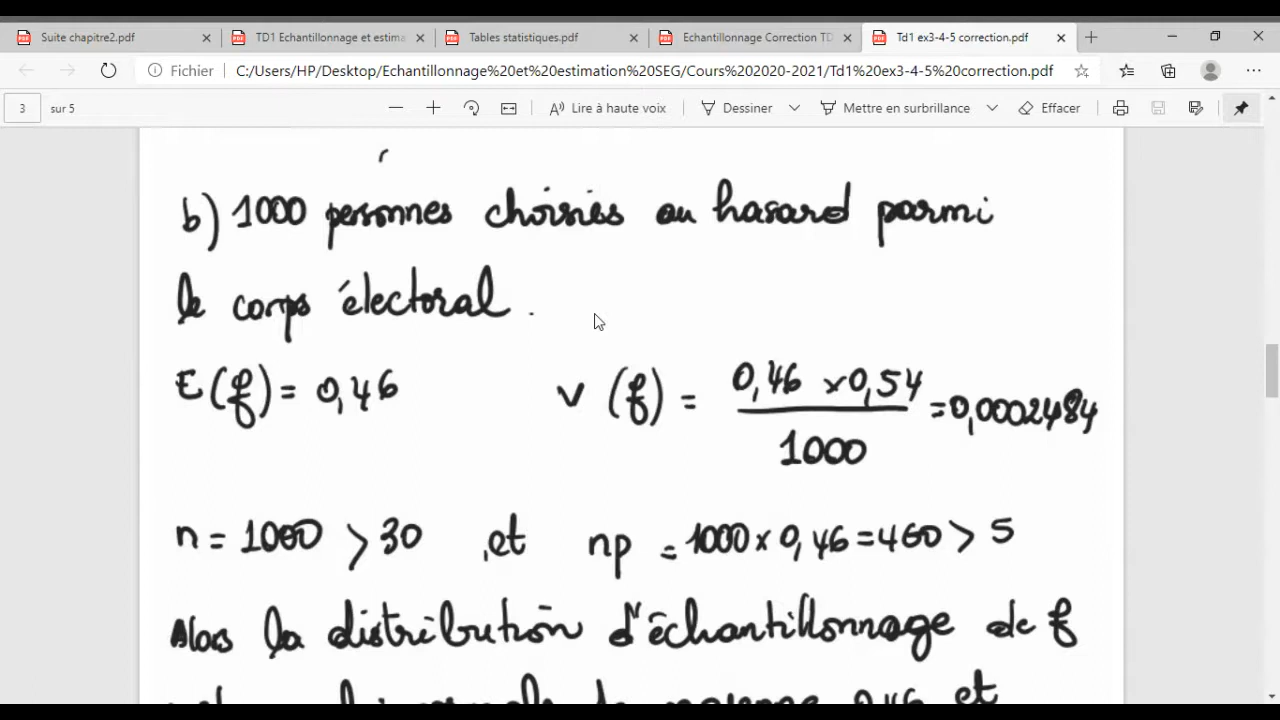 Suite chapitre2.pdf
TD1 Echantillonnage et estima
Tables statistiques.pdf
Echantillonnage Correction TD
Td1 ex3-4-5 correction.pdf
Fichier C:/Users/HP/Desktop/Echantillonnage%20et%20estimation%20SEG/Cours%202020-2021/Td1%20ex3-4-5%20correction.pdf
3 sur 5 Lire à haute voix Dessiner Mettre en surbrillance Effacer
b) 1000 personnes choisies au hasard parmi
le corps électoral.
E(f) = 0,46 V(f) = 0,46 × 0,54 / 1000 = 0,0002484
n = 1000 > 30 et np = 1000 × 0,46 = 460 > 5
Alors la distribution d'échantillonnage de f
0,46 et